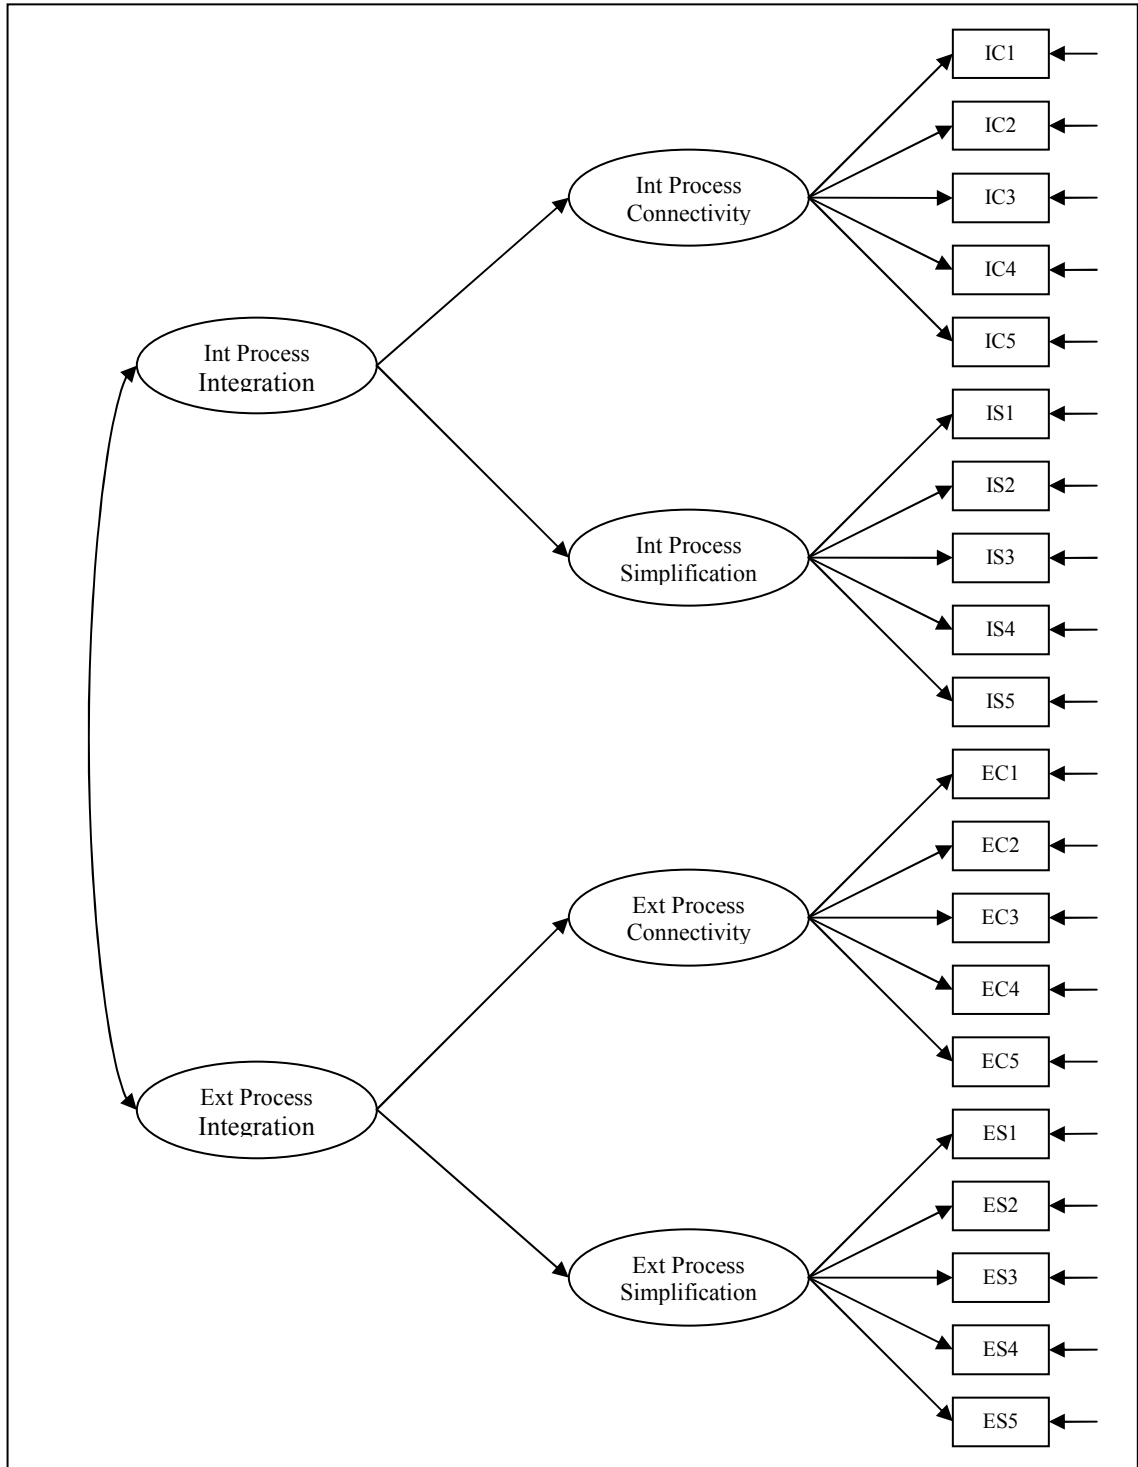 IC1
IC2
Int Process
Connectivity
IC3
IC4
IC5
Int Process
Integration
IS1
IS2
Int Process
Simplification
IS3
IS4
IS5
EC1
EC2
Ext Process
Connectivity
EC3
EC4
EC5
Ext Process
Integration
ES1
ES2
Ext Process
Simplification
ES3
ES4
ES5